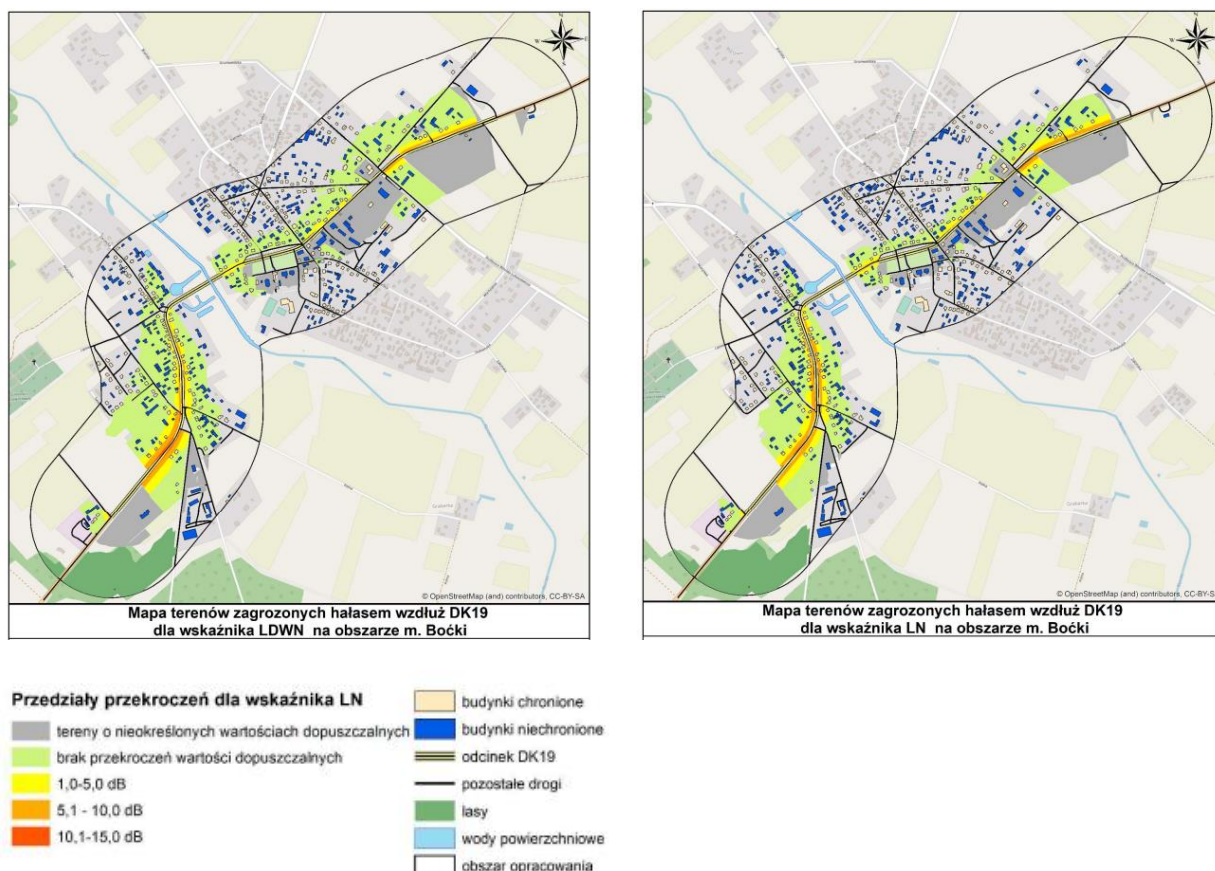 © OpenStreetMap (and) contributors, CC-BY-SA
Mapa terenów zagrożonych hałasem wzdłuż DK19
dla wskaźnika LDWN na obszarze m. Boćki
© OpenStreetMap (and) contributors, CC-BY-S
Mapa terenów zagrożonych hałasem wzdłuż DK19
dla wskaźnika LN na obszarze m. Boćki
Przedziały przekroczeń dla wskaźnika LN
tereny o nieokreślonych wartościach dopuszczalnych
brak przekroczeń wartości dopuszczalnych
1,0-5,0 dB
5,1 - 10,0 dB
10,1-15,0 dB
budynki chronione
budynki niechronione
odcinek DK19
pozostałe drogi
lasy
wody powierzchniowe
obszar opracowania